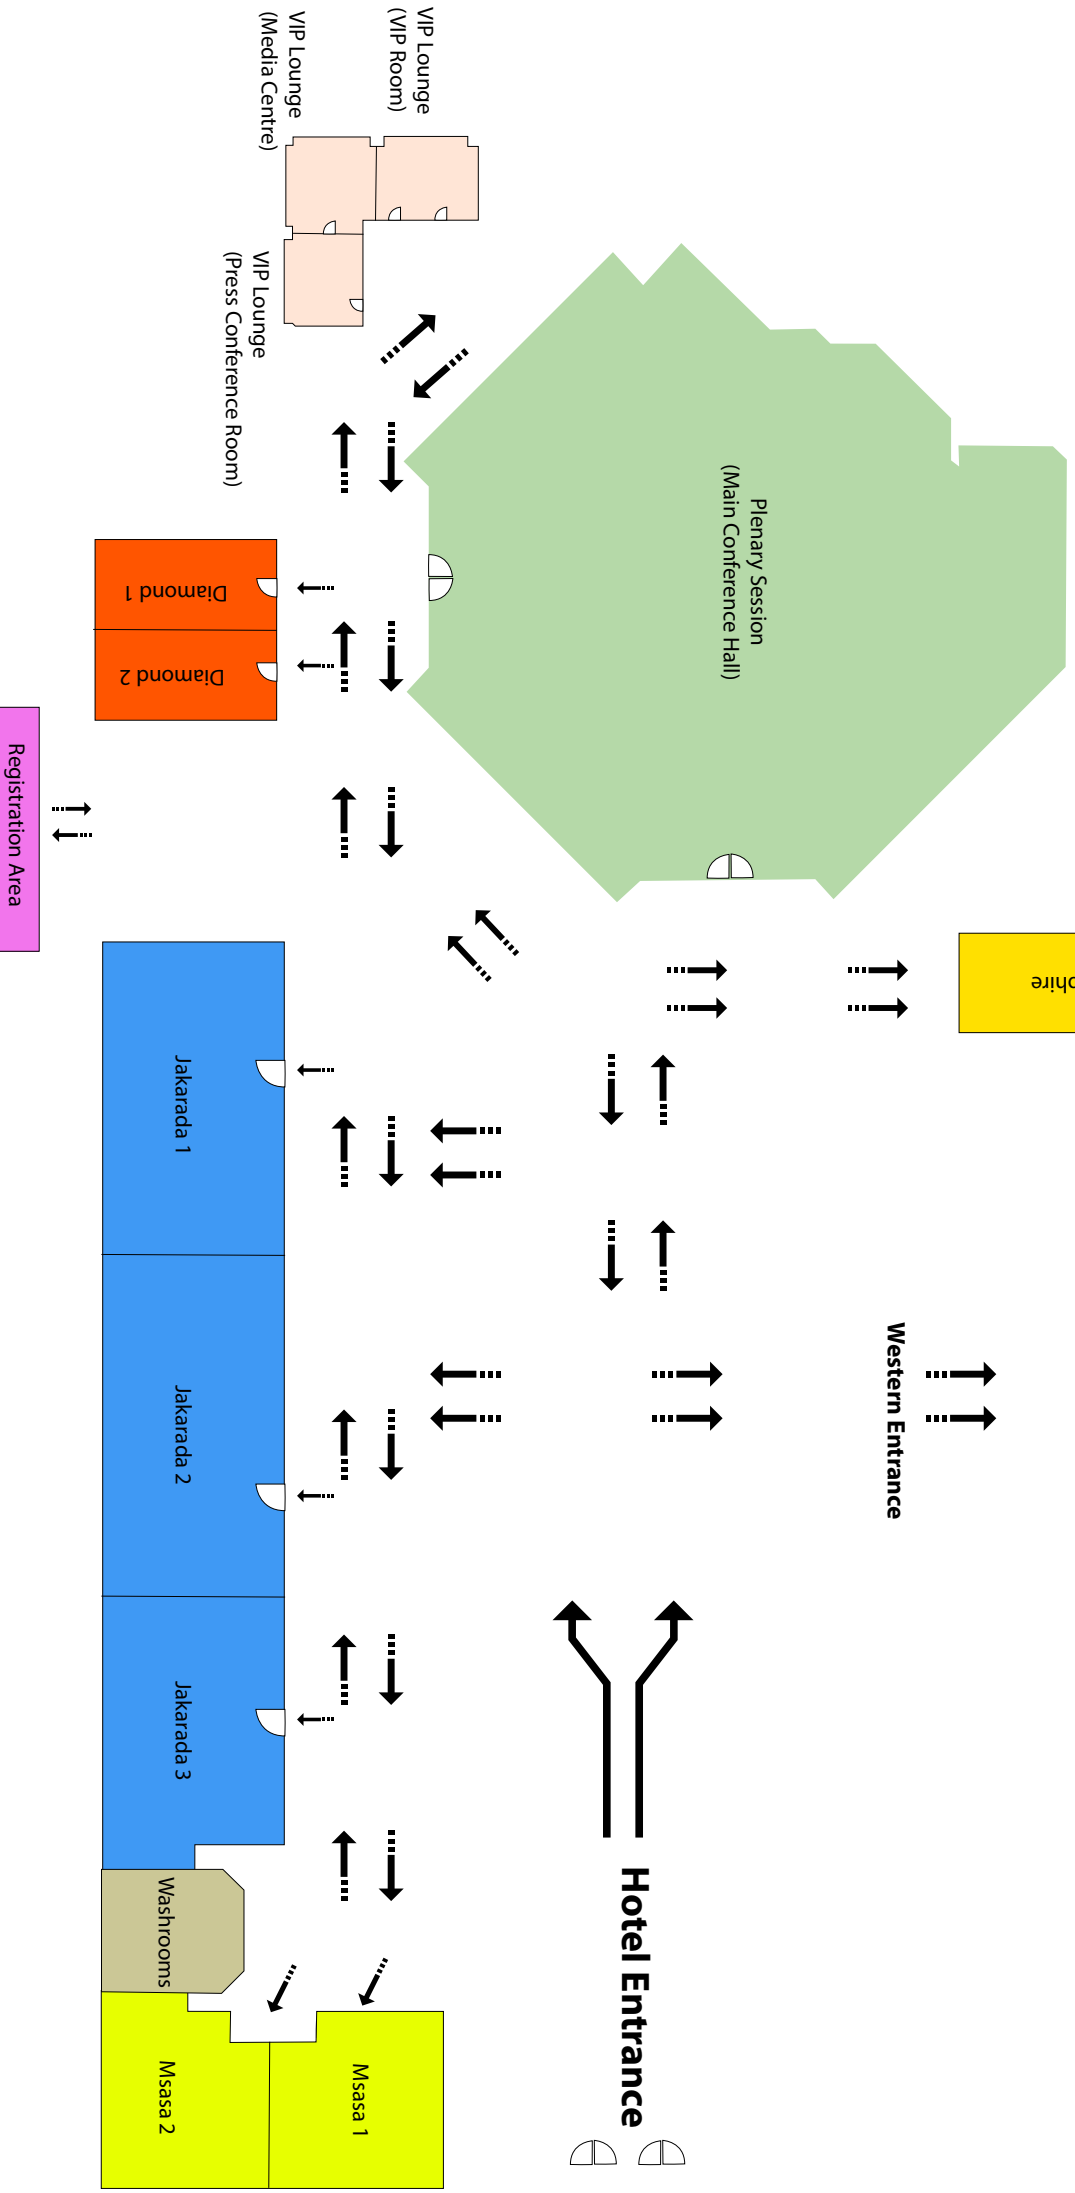 VIP Lounge
(VIP Room)
VIP Lounge
(Media Centre)
VIP Lounge
(Press Conference Room)
Plenary Session
(Main Conference Hall)
Diamond 1
Diamond 2
Registration Area
Jakarada 1
Jakarada 2
Jakarada 3
Western Entrance
Washrooms
Hotel Entrance
Msasa 1
Msasa 2